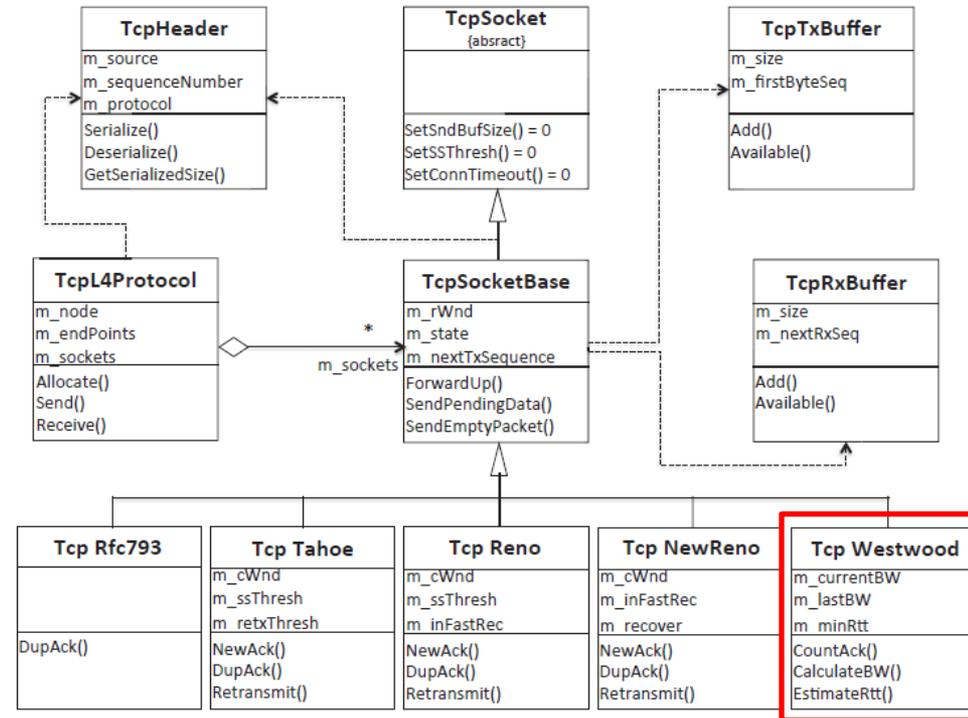 TcpHeader
m_source
m_sequenceNumber
m_protocol
Serialize()
Deserialize()
GetSerializedSize()
TcpSocket
{absract}
SetSndBufSize() = 0
SetSSThresh() = 0
SetConnTimeout() = 0
TcpTxBuffer
m_size
m_firstByteSeq
Add()
Available()
TcpL4Protocol
m_node
m_endPoints
m_sockets
Allocate()
Send()
Receive()
*
m_sockets
TcpSocketBase
m_rWnd
m_state
m_nextTxSequence
ForwardUp()
SendPendingData()
SendEmptyPacket()
TcpRxBuffer
m_size
m_nextRxSeq
Add()
Available()
Tcp Rfc793
DupAck()
Tcp Tahoe
m_cWnd
m_ssThresh
m_retxThresh
NewAck()
DupAck()
Retransmit()
Tcp Reno
m_cWnd
m_ssThresh
m_inFastRec
NewAck()
DupAck()
Retransmit()
Tcp NewReno
m_cWnd
m_inFastRec
m_recover
NewAck()
DupAck()
Retransmit()
Tcp Westwood
m_currentBW
m_lastBW
m_minRtt
CountAck()
CalculateBW()
EstimateRtt()